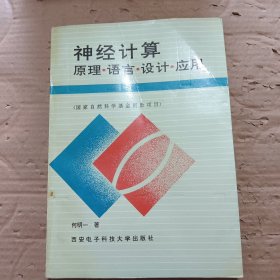 神经计算
原理·语言·设计·应用
(国家自然科学基金资助项目)
何明一 著
西安电子科技大学出版社